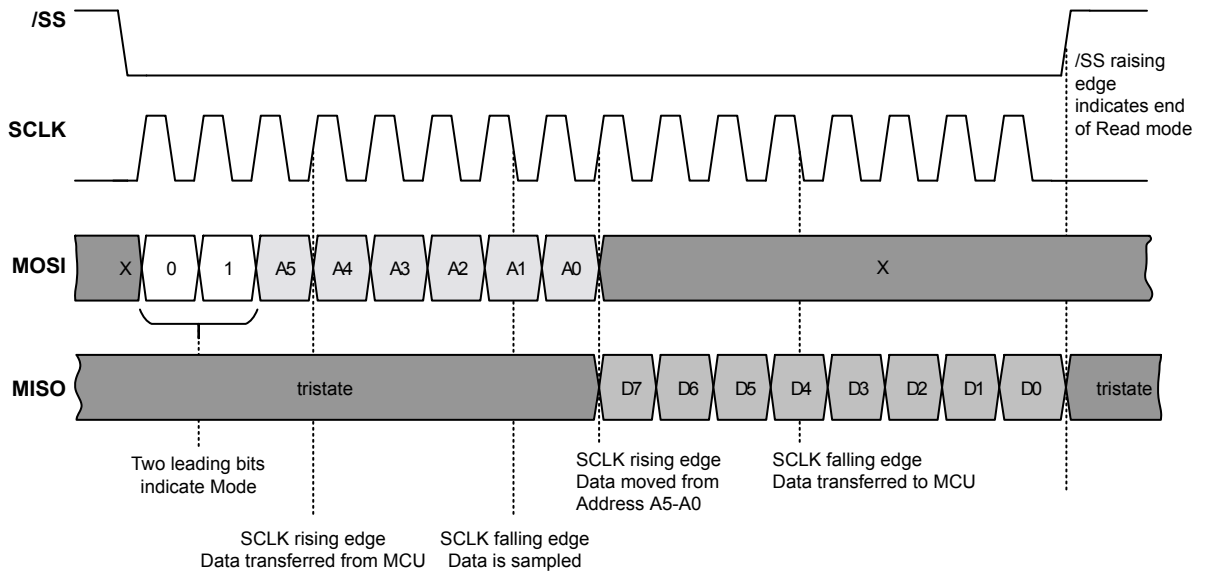 /SS
/SS raising
edge
indicates end
of Read mode
SCLK
MOSI
X 0 1 A5 A4 A3 A2 A1 A0 X
MISO
tristate D7 D6 D5 D4 D3 D2 D1 D0 tristate
Two leading bits
indicate Mode
SCLK rising edge
Data moved from
Address A5-A0
SCLK falling edge
Data transferred to MCU
SCLK rising edge
Data transferred from MCU
SCLK falling edge
Data is sampled